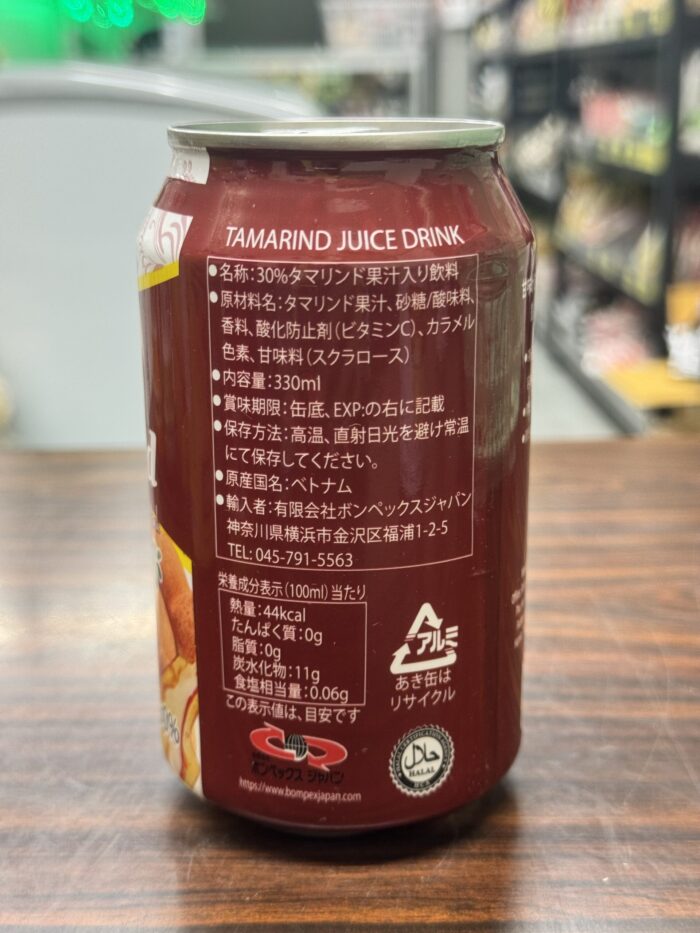 TAMARIND JUICE DRINK
●名称:30%タマリンド果汁入り飲料
●原材料名:タマリンド果汁、砂糖/酸味料、
香料、酸化防止剤(ビタミンC)、カラメル
色素、甘味料(スクラロース)
●内容量:330ml
●賞味期限:缶底、EXP:の右に記載
●保存方法:高温、直射日光を避け常温
にて保存してください。
●原産国名:ベトナム
●輸入者:有限会社ボンペックスジャパン
神奈川県横浜市金沢区福浦1-2-5
TEL: 045-791-5563
栄養成分表示(100ml)当たり
熱量:44kcal
たんぱく質:0g
脂質:0g
炭水化物:11g
食塩相当量:0.06g
この表示値は、目安です
アルミ
あき缶は
リサイクル
ボンペックス ジャパン
https://www.bompexjapan.com
حلال
HALAL